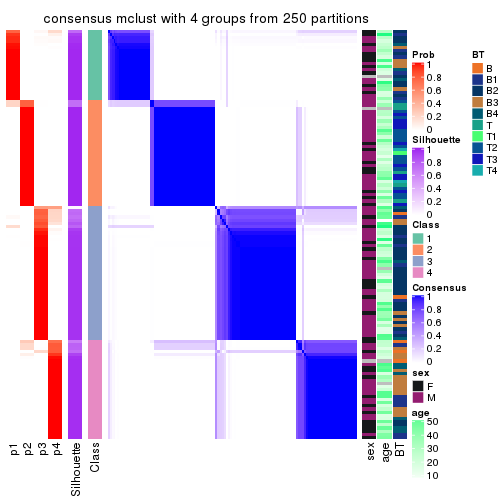 consensus mclust with 4 groups from 250 partitions
Prob
1
0.8
0.6
0.4
0.2
0
Silhouette
1
0.8
0.6
0.4
0.2
0
Class
1
2
3
4
Consensus
1
0.8
0.6
0.4
0.2
0
sex
F
M
age
50
40
30
20
10
BT
B
B1
B2
B3
B4
T
T1
T2
T3
T4
p1
p2
p3
p4
Silhouette
Class
sex
age
BT